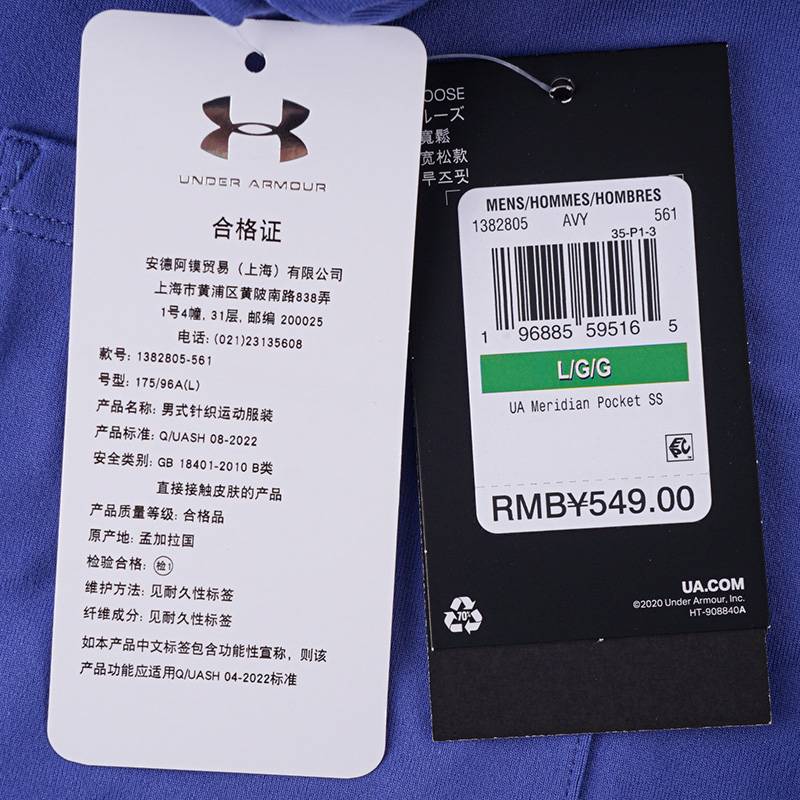 UNDER ARMOUR
合格证
安德阿镆贸易（上海）有限公司
上海市黄浦区黄陂南路838弄
1号4幢, 31层, 邮编 200025
电话: (021)23135608
款号: 1382805-561
号型: 175/96A(L)
产品名称: 男式针织运动服装
产品标准: Q/UASH 08-2022
安全类别: GB 18401-2010 B类
直接接触皮肤的产品
产品质量等级: 合格品
原产地: 孟加拉国
检验合格: 检1
维护方法: 见耐久性标签
纤维成分: 见耐久性标签
如本产品中文标签包含功能性宣称，则该
产品功能应适用Q/UASH 04-2022标准
OOSE
ルーズ
寬鬆
宽松款
루즈핏
MENS/HOMMES/HOMBRES
1382805 AVY 561
35-P1-3
1 96885 59516 5
L/G/G
UA Meridian Pocket SS
RMB¥549.00
70%
UA.COM
©2020 Under Armour, Inc.
HT-908840A